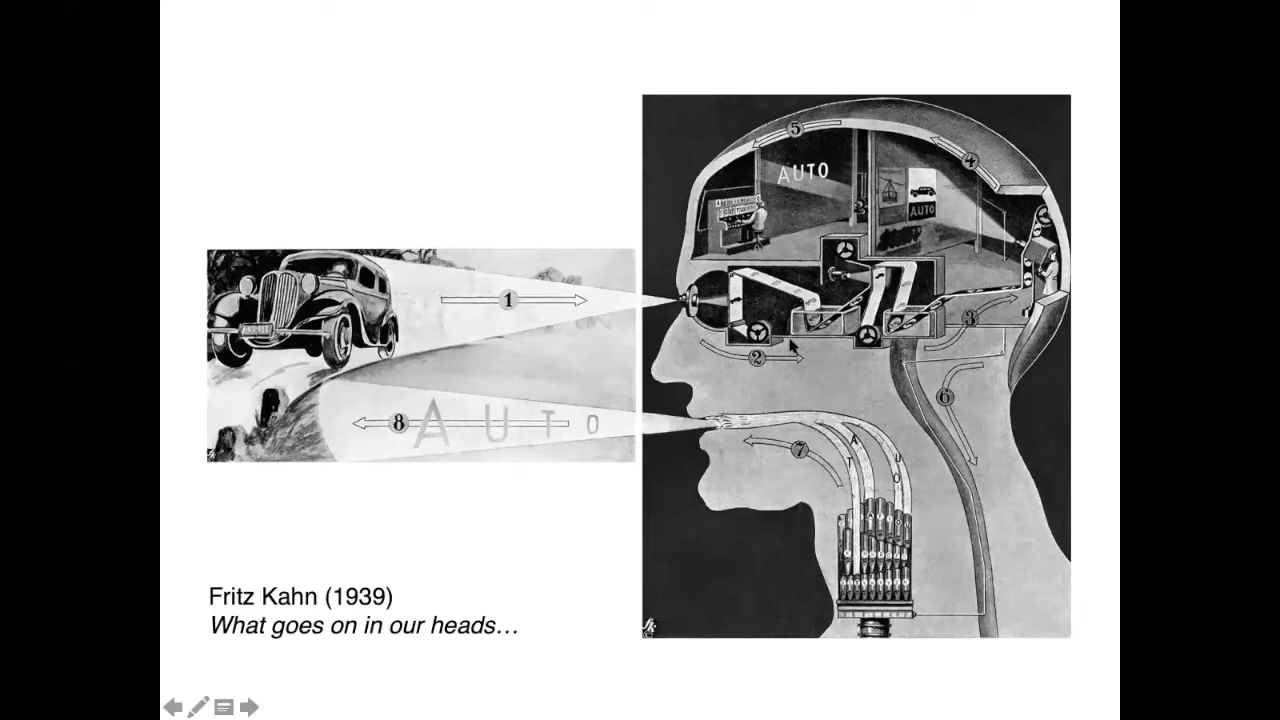 1
8
A U T O
Fritz Kahn (1939)
What goes on in our heads…
5
4
AUTO
AUTO
3
2
6
7
A
T
U
O